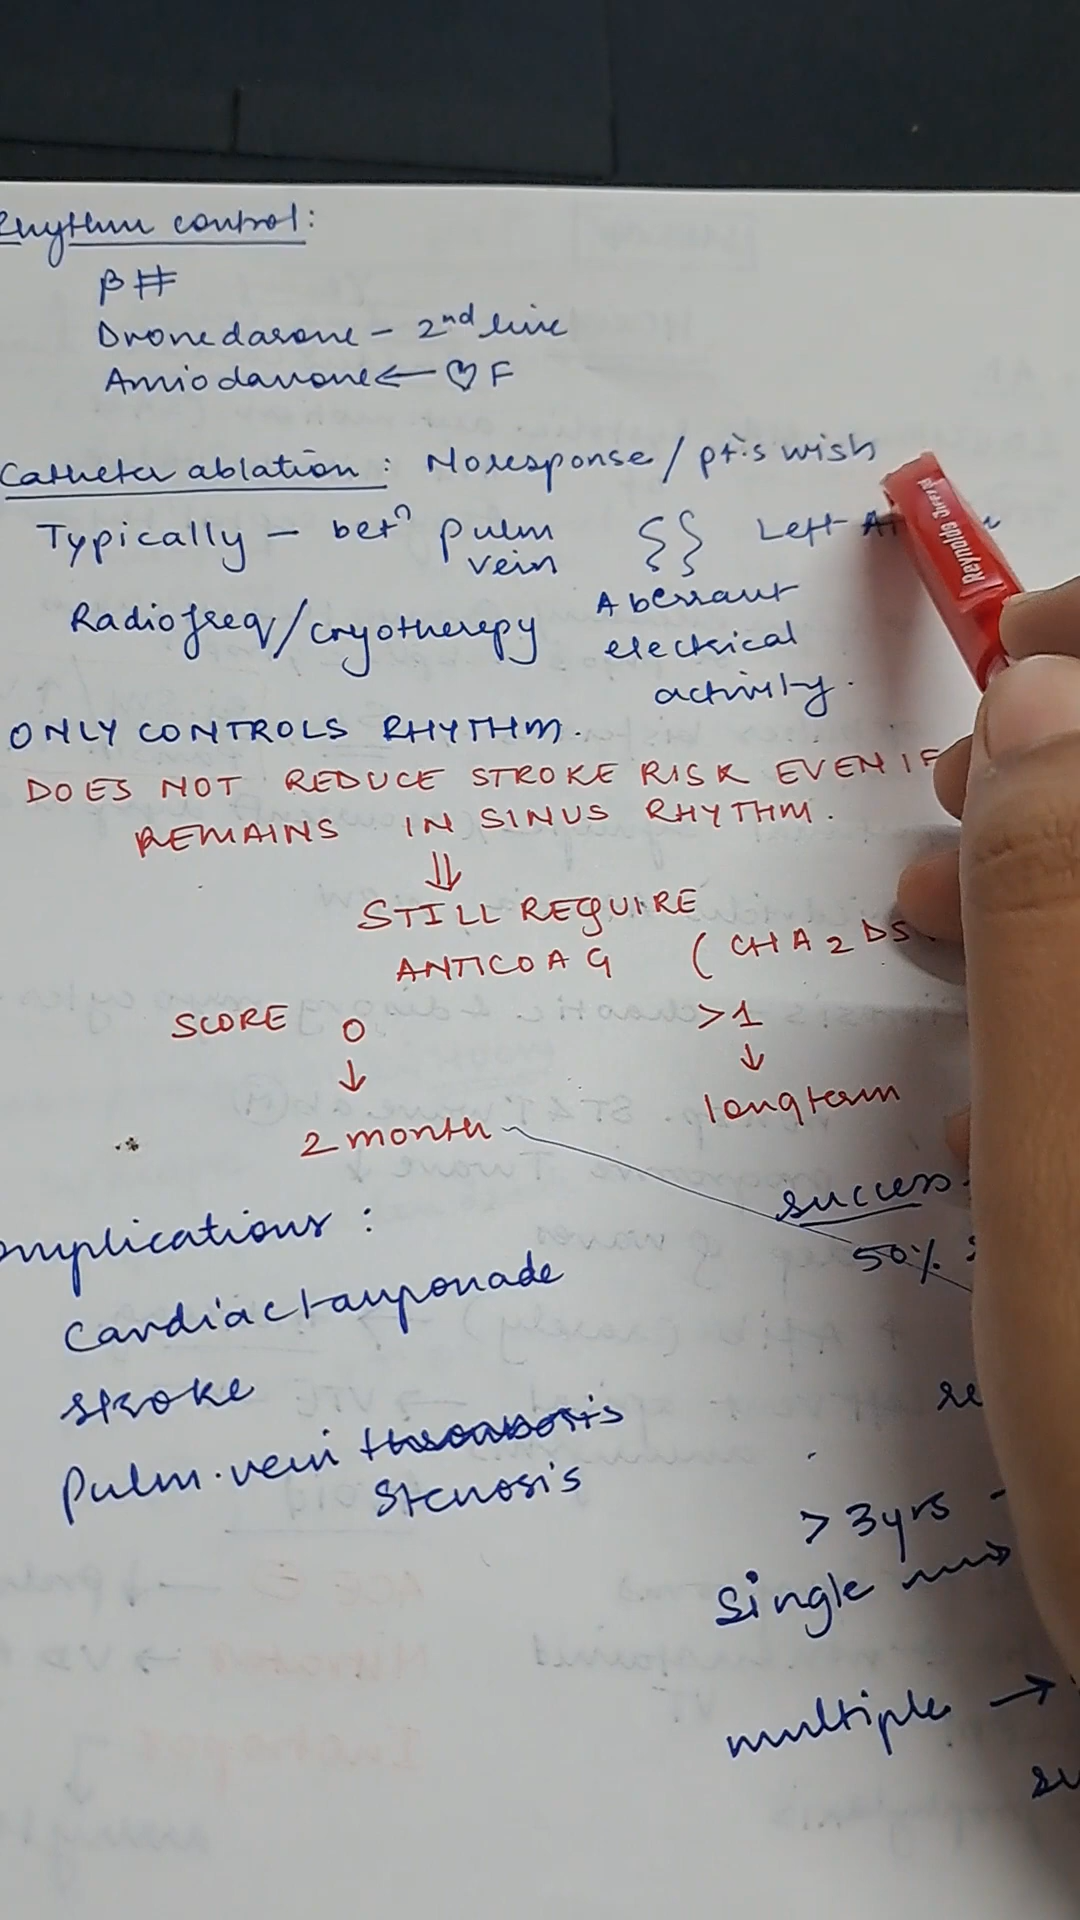 Rhythm control:
β#
Dronedarone - 2nd line
Amiodarone ← ♡ F
Catheter ablation : No response / pt's wish
Typically - betn pulm vein {{ Left
Radiofreq/cryotherepy
Aberrant
electrical
activity.
ONLY CONTROLS RHYTHM.
DOES NOT REDUCE STROKE RISK EVEN IF
REMAINS IN SINUS RHYTHM.
⇓
STILL REQUIRE
ANTICOAG (CHA2DS
SCORE 0 >1
↓ ↓
2 month longterm
success
50%
omplications :
Cardiac tamponade
stroke
Pulm. vein thrombosis
stenosis
> 3yrs -
Single →
multiple →
Reynolds